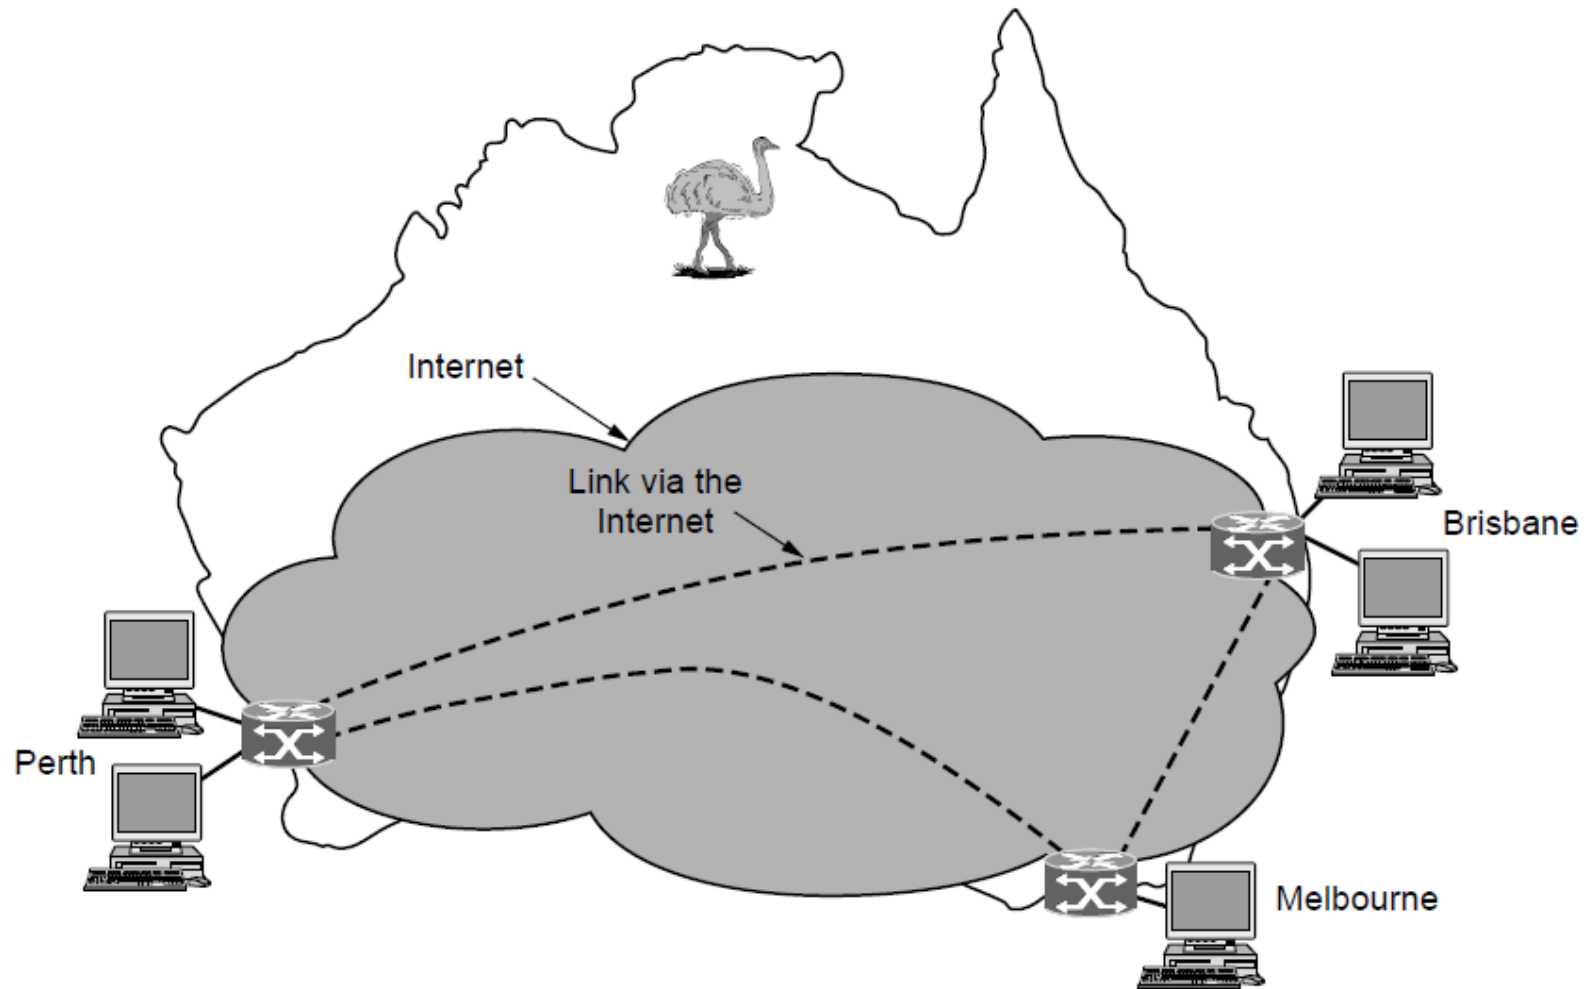 Internet
Link via the
Internet
Brisbane
Perth
Melbourne